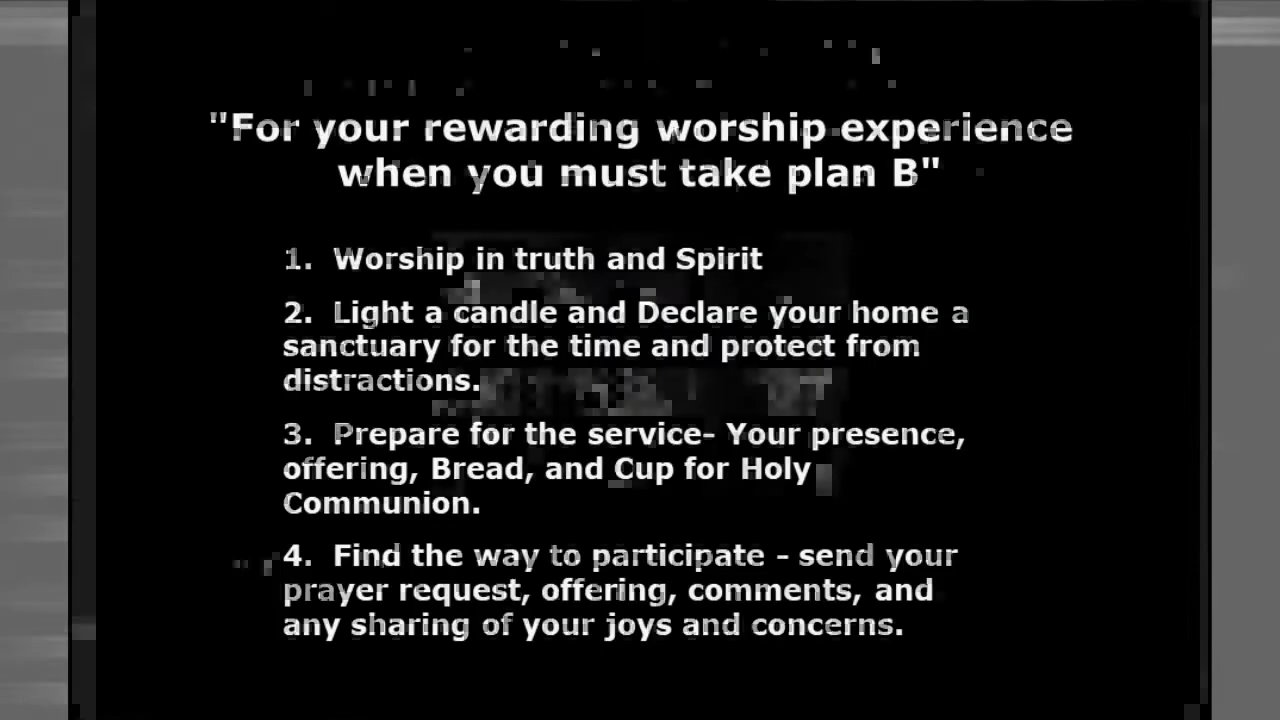 "For your rewarding worship experience
when you must take plan B"
1. Worship in truth and Spirit
2. Light a candle and Declare your home a
sanctuary for the time and protect from
distractions.
3. Prepare for the service- Your presence,
offering, Bread, and Cup for Holy
Communion.
4. Find the way to participate - send your
prayer request, offering, comments, and
any sharing of your joys and concerns.